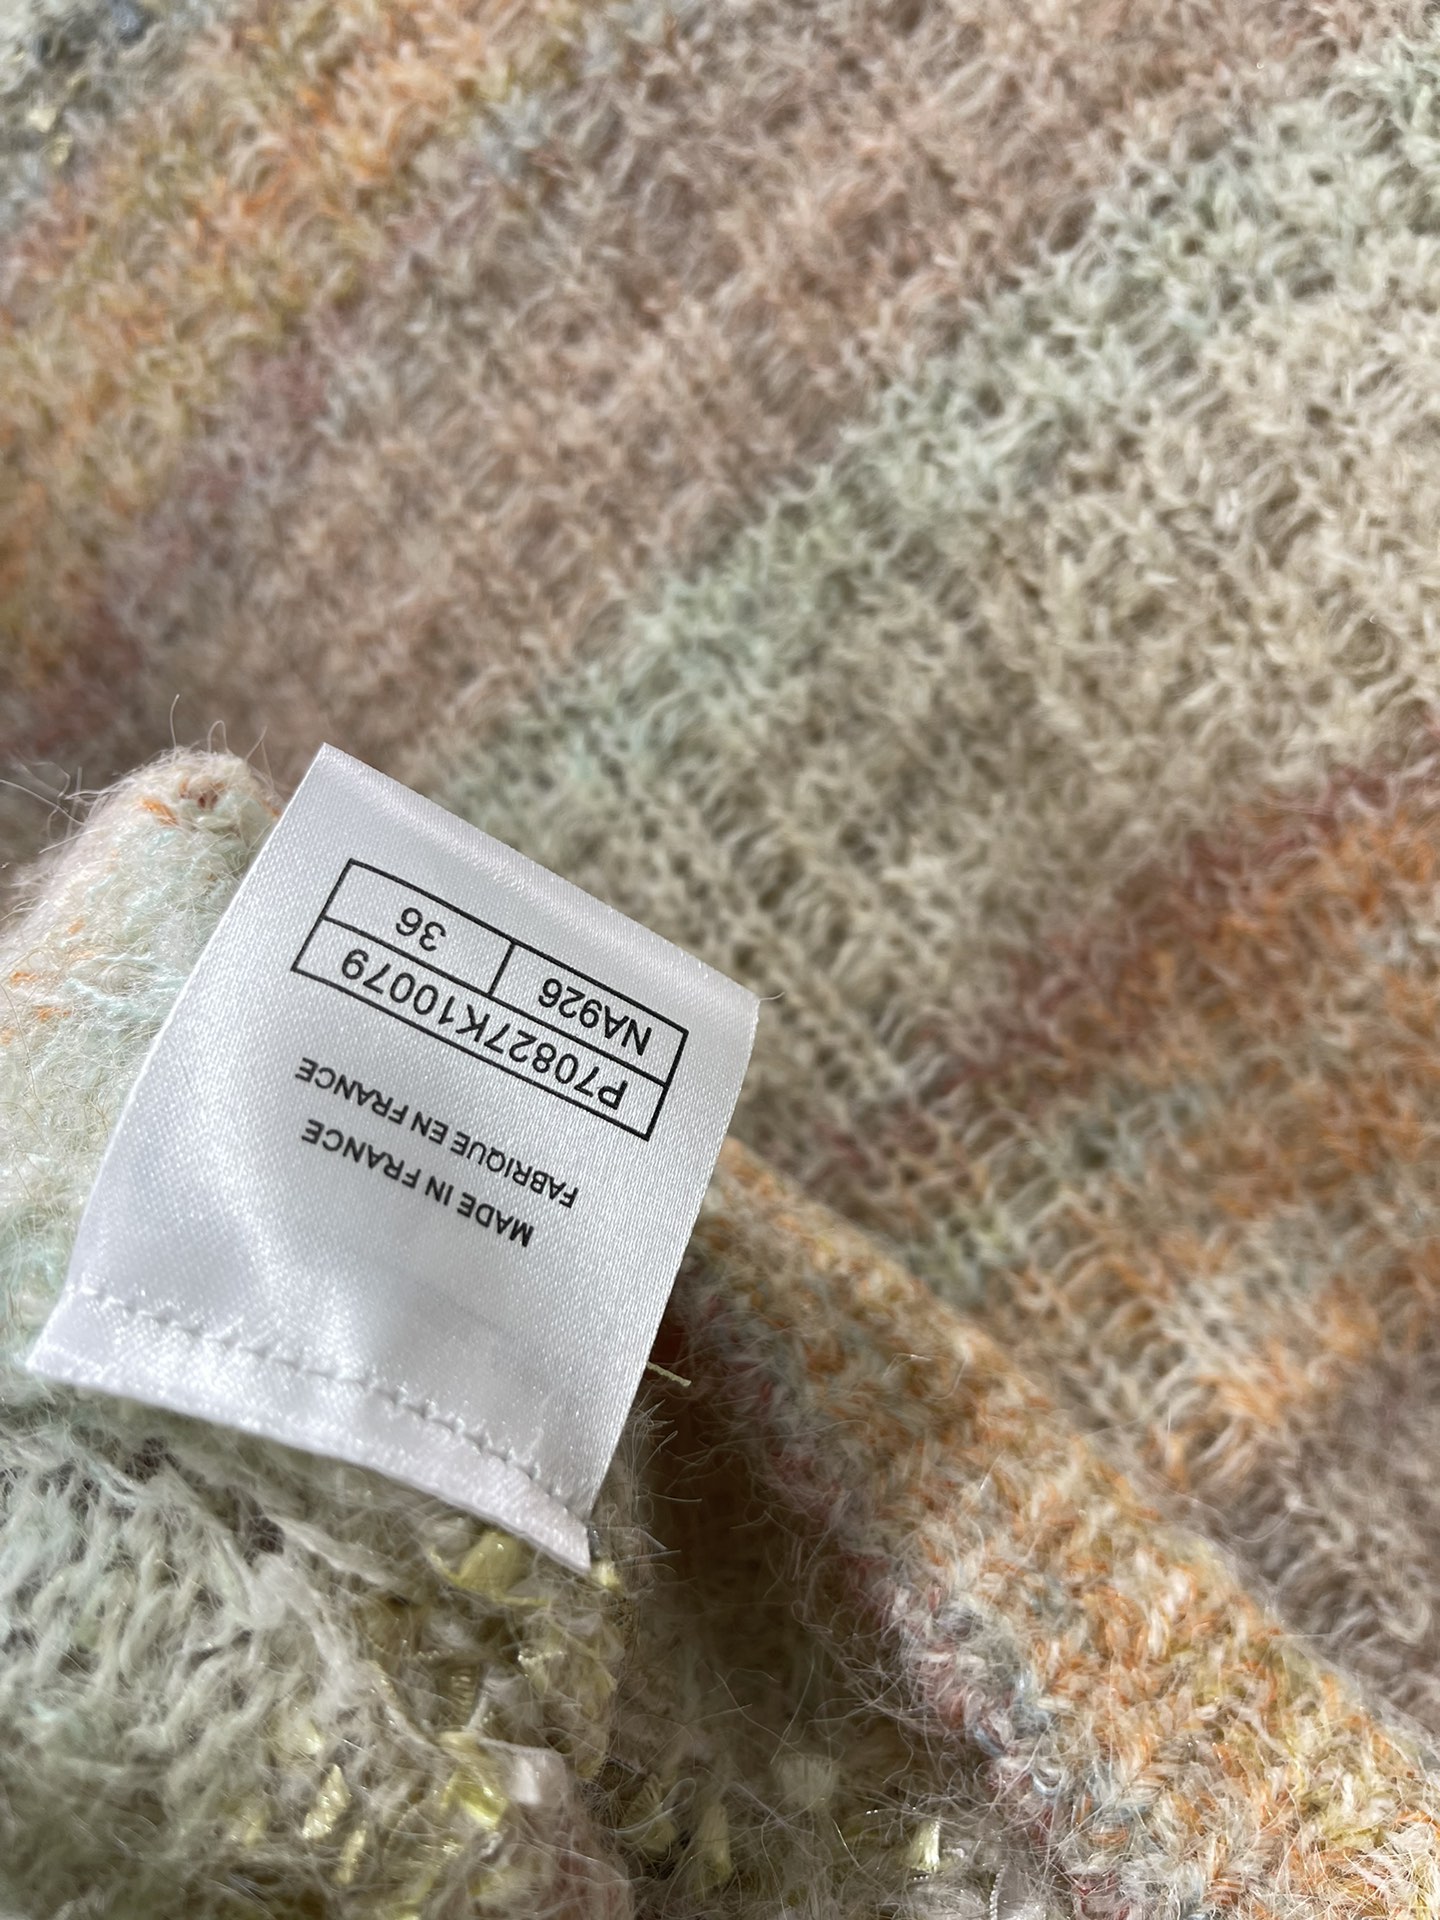 MADE IN FRANCE
FABRIQUE EN FRANCE
P70827K10079
NA926 36